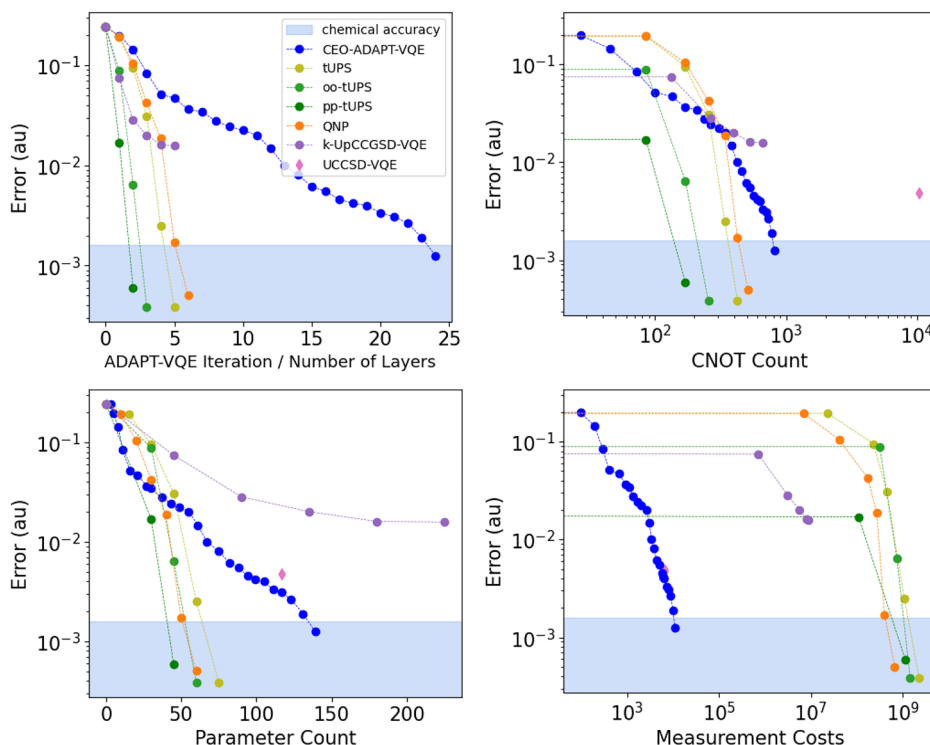 Error (au)
10⁻¹
10⁻²
10⁻³
0
5
10
15
20
25
ADAPT-VQE Iteration / Number of Layers
chemical accuracy
CEO-ADAPT-VQE
tUPS
oo-tUPS
pp-tUPS
QNP
k-UpCCGSD-VQE
UCCSD-VQE
Error (au)
10⁻¹
10⁻²
10⁻³
10²
10³
10⁴
CNOT Count
Error (au)
10⁻¹
10⁻²
10⁻³
0
50
100
150
200
Parameter Count
Error (au)
10⁻¹
10⁻²
10⁻³
10³
10⁵
10⁷
10⁹
Measurement Costs